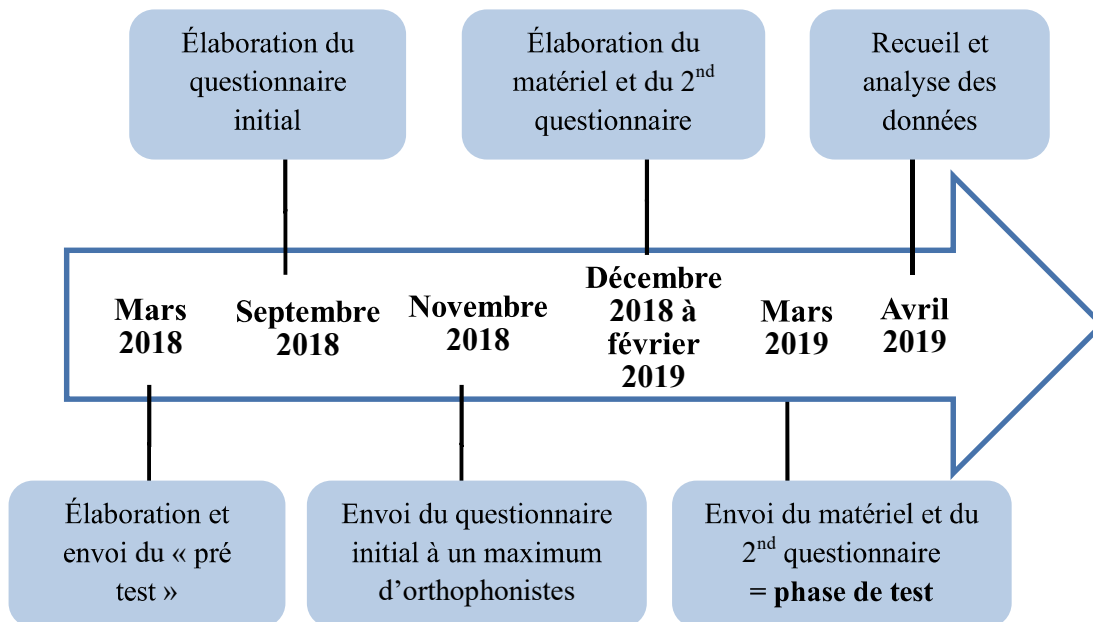 Élaboration du
questionnaire
initial
Élaboration du
matériel et du 2nd
questionnaire
Recueil et
analyse des
données
Mars
2018
Septembre
2018
Novembre
2018
Décembre
2018 à
février
2019
Mars
2019
Avril
2019
Élaboration et
envoi du « pré
test »
Envoi du questionnaire
initial à un maximum
d’orthophonistes
Envoi du matériel et du
2nd questionnaire
= phase de test